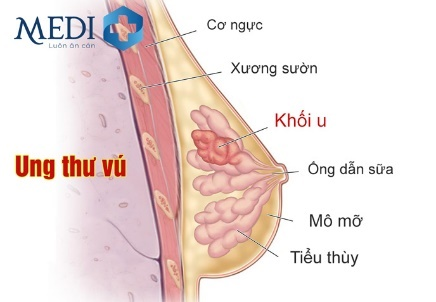 MEDI
Luôn ân cần
Cơ ngực
Xương sườn
Khối u
Ung thư vú
Ống dẫn sữa
Mô mỡ
Tiểu thùy